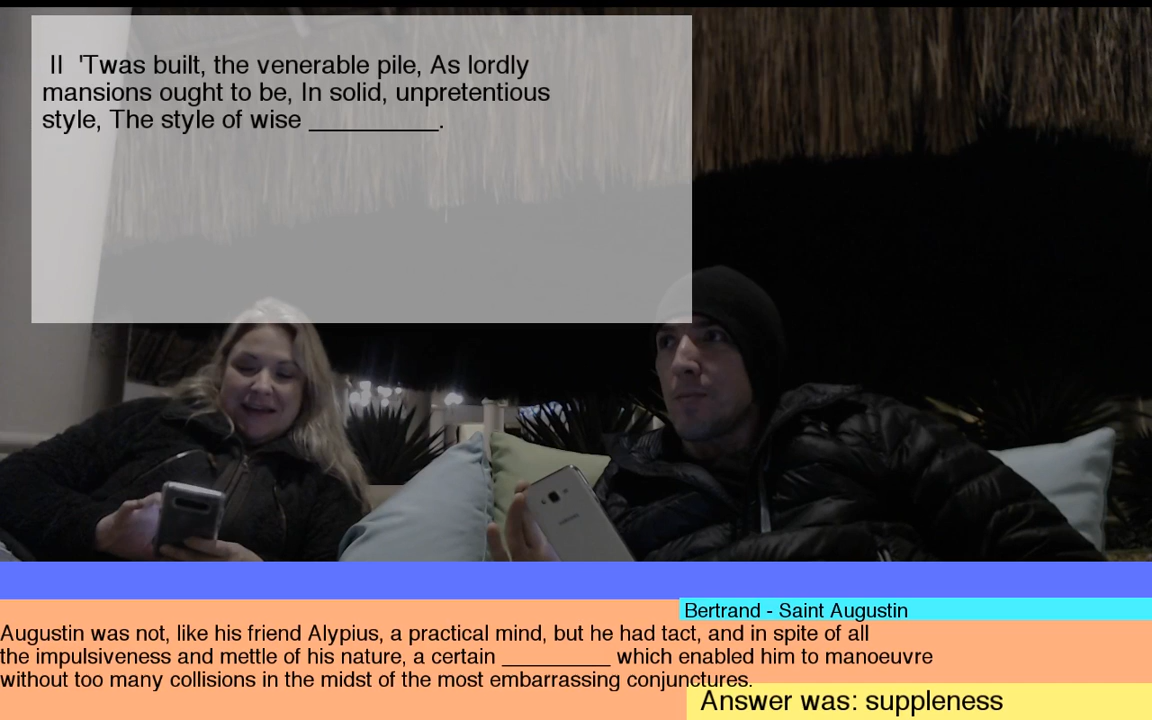 II 'Twas built, the venerable pile, As lordly
mansions ought to be, In solid, unpretentious
style, The style of wise __________.
Bertrand - Saint Augustin
Augustin was not, like his friend Alypius, a practical mind, but he had tact, and in spite of all
the impulsiveness and mettle of his nature, a certain __________ which enabled him to manoeuvre
without too many collisions in the midst of the most embarrassing conjunctures.
Answer was: suppleness